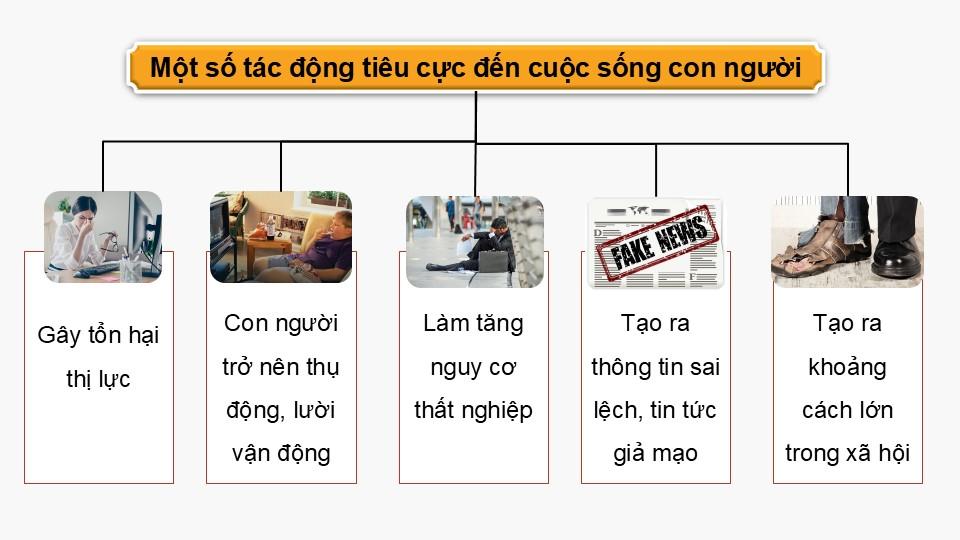 Một số tác động tiêu cực đến cuộc sống con người
Gây tổn hại
thị lực
Con người
trở nên thụ
động, lười
vận động
Làm tăng
nguy cơ
thất nghiệp
FAKE NEWS
Tạo ra
thông tin sai
lệch, tin tức
giả mạo
Tạo ra
khoảng
cách lớn
trong xã hội